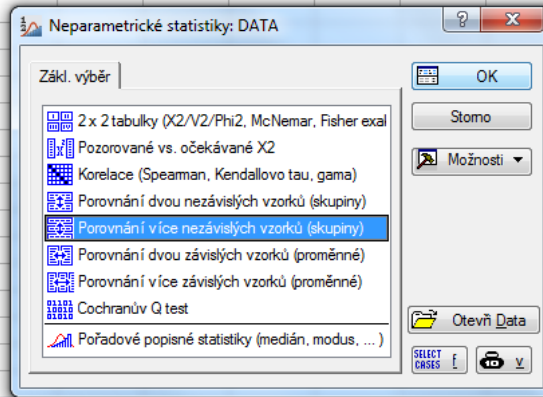 Neparametrické statistiky: DATA
Zákl. výběr
2 x 2 tabulky (X2/V2/Phi2, McNemar, Fisher exal
Pozorované vs. očekávané X2
Korelace (Spearman, Kendallovo tau, gama)
Porovnání dvou nezávislých vzorků (skupiny)
Porovnání více nezávislých vzorků (skupiny)
Porovnání dvou závislých vzorků (proměnné)
Porovnání více závislých vzorků (proměnné)
Cochranův Q test
Pořadové popisné statistiky (medián, modus, ... )
OK
Storno
Možnosti
Otevři Data
SELECT CASES f
v